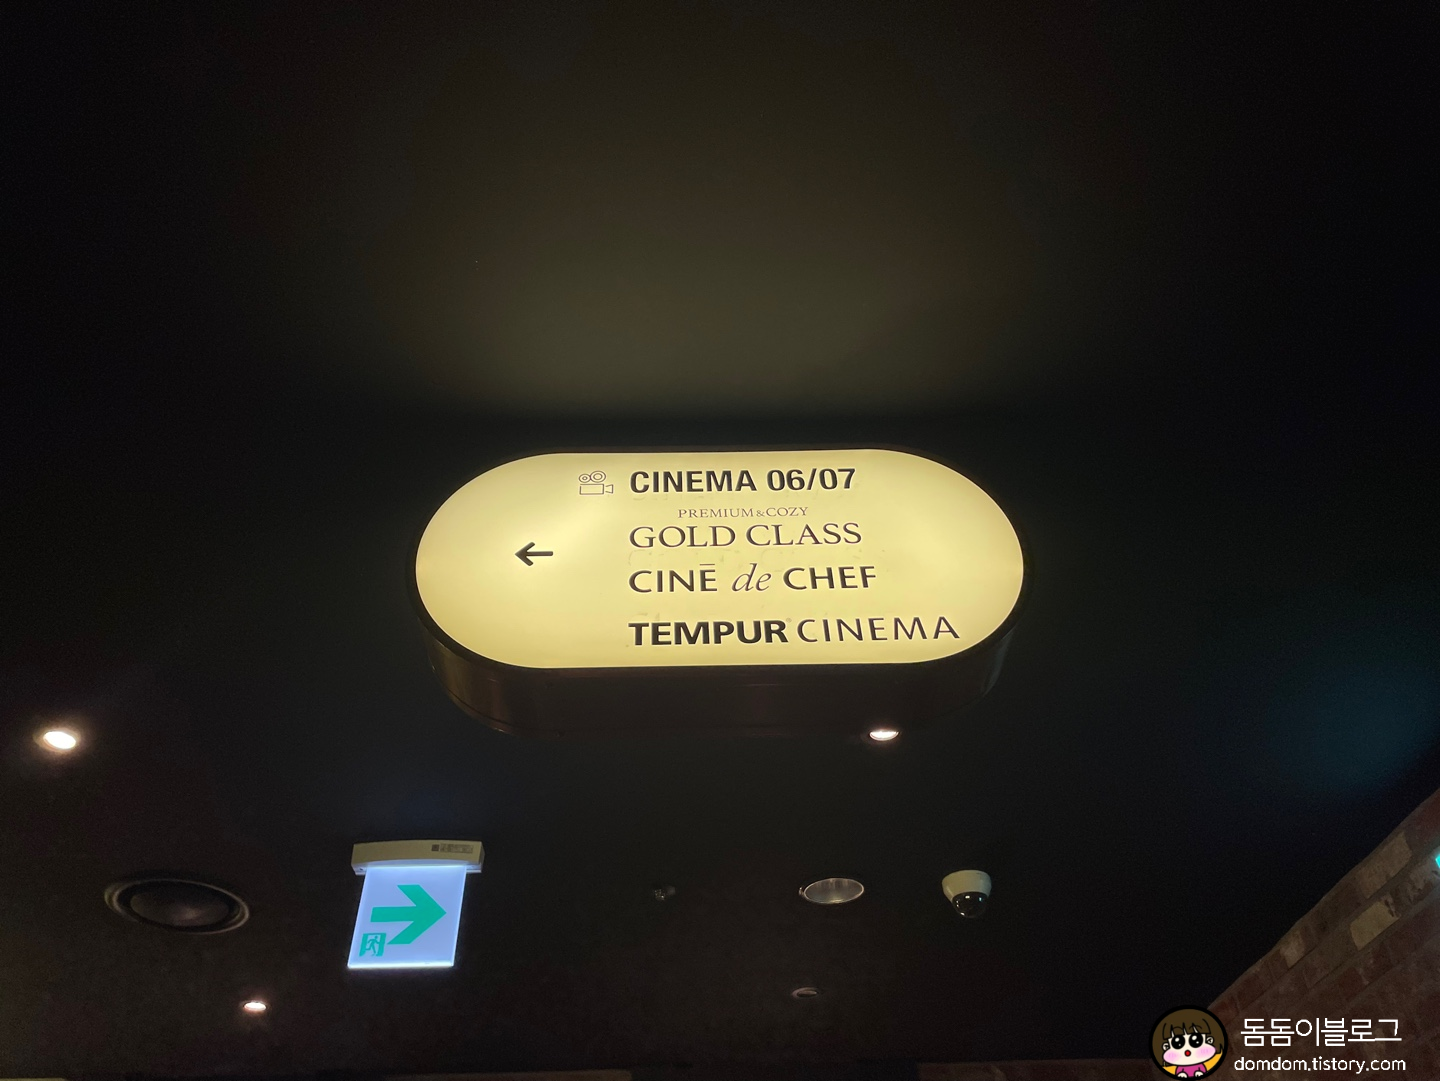 CINEMA 06/07
PREMIUM&COZY
GOLD CLASS
CINĒ de CHEF
TEMPUR CINEMA
돔돔이블로그
domdom.tistory.com